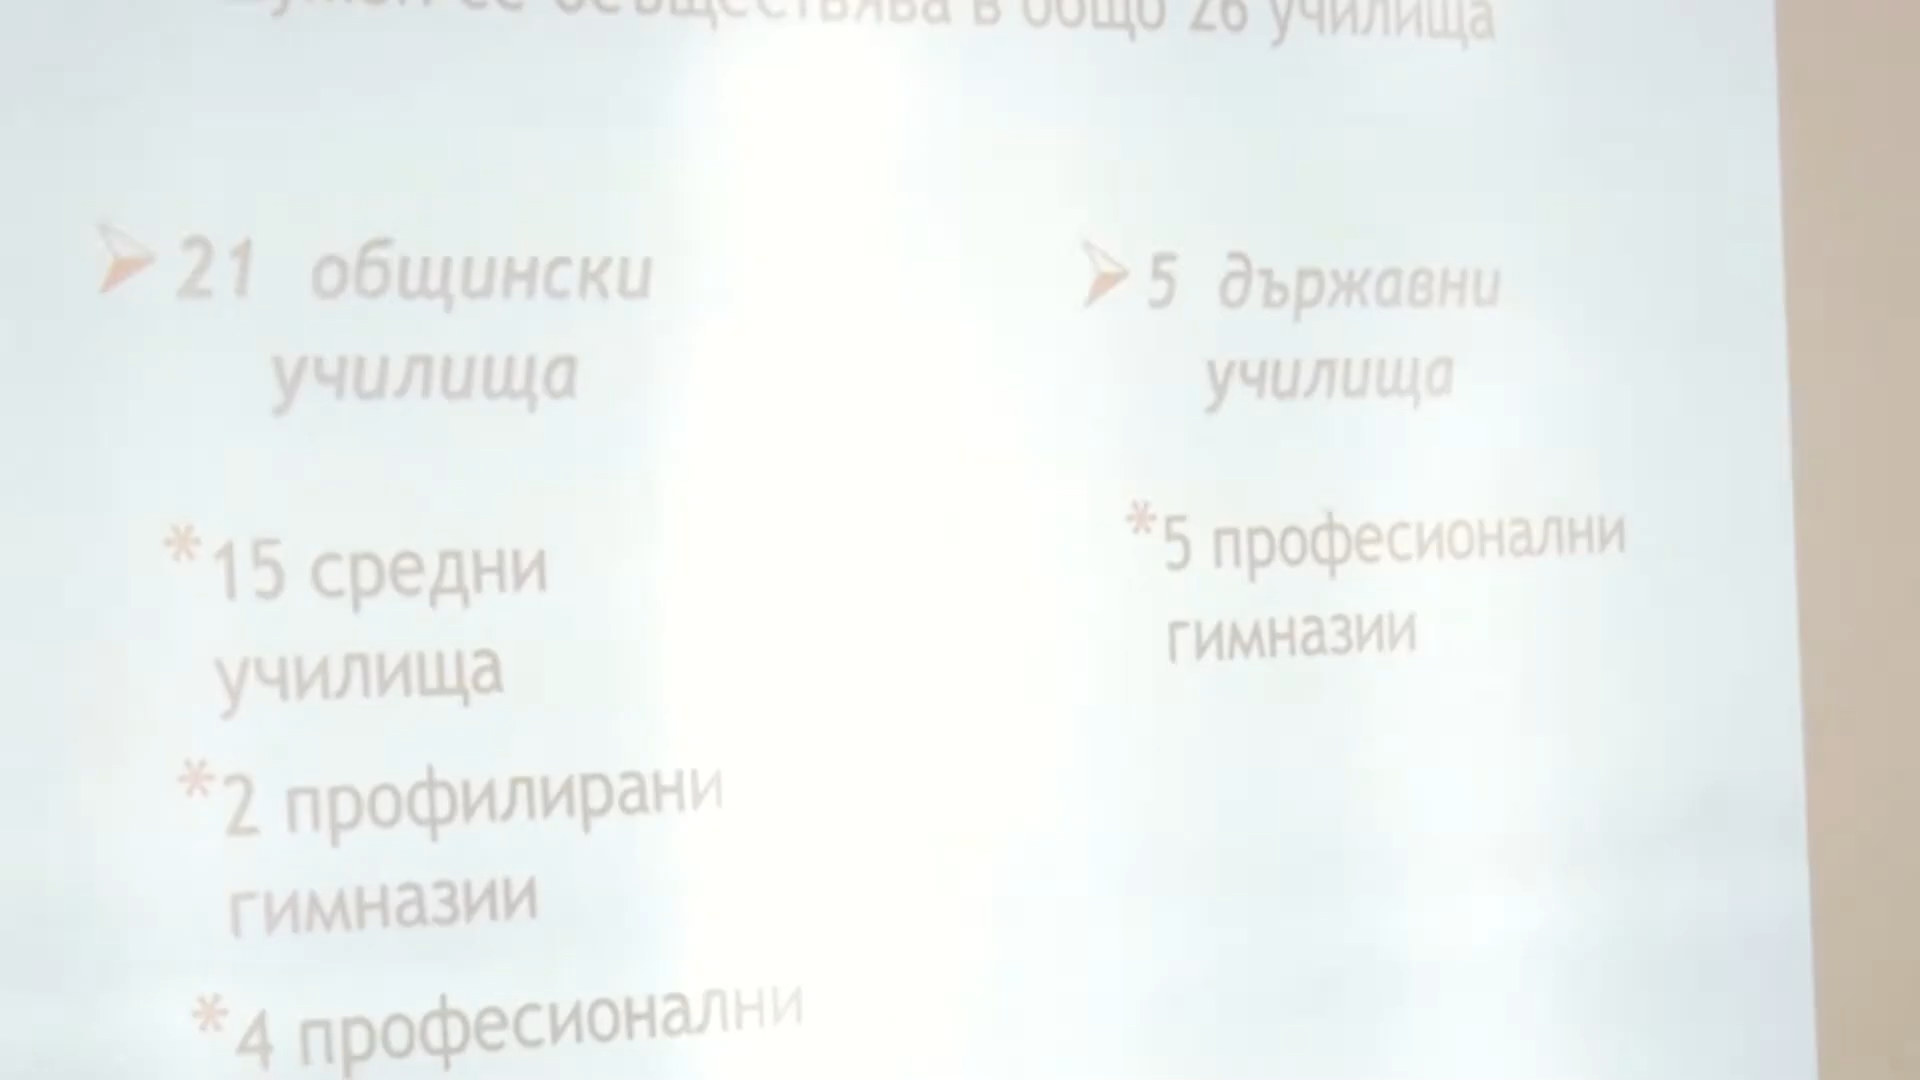 се осъществява в общо 26 училища
➢ 21 общински
училища
* 15 средни
училища
* 2 профилирани
гимназии
* 4 професионални
➢ 5 държавни
училища
* 5 професионални
гимназии